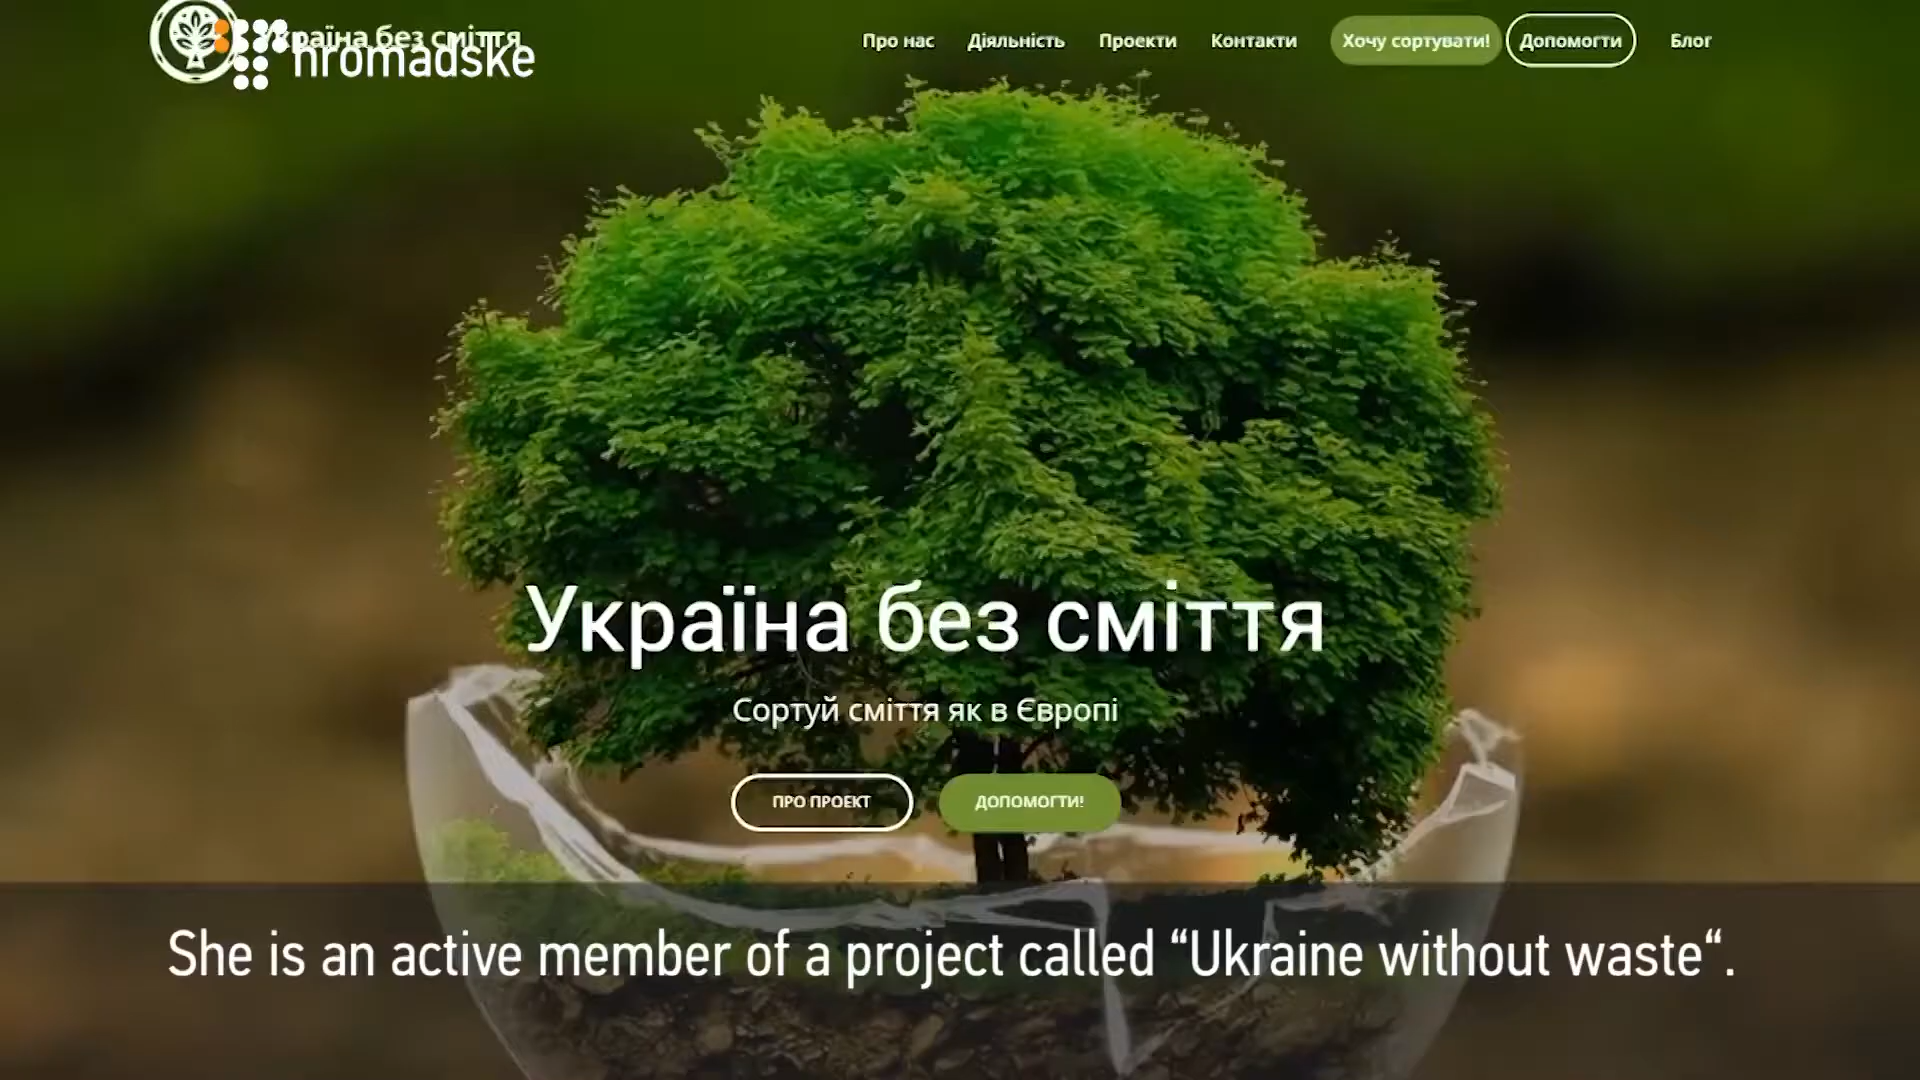 Україна без сміття
hromadske
Про нас
Діяльність
Проекти
Контакти
Хочу сортувати!
Допомогти
Блог
Україна без сміття
Сортуй сміття як в Європі
ПРО ПРОЕКТ
ДОПОМОГТИ!
She is an active member of a project called “Ukraine without waste“.